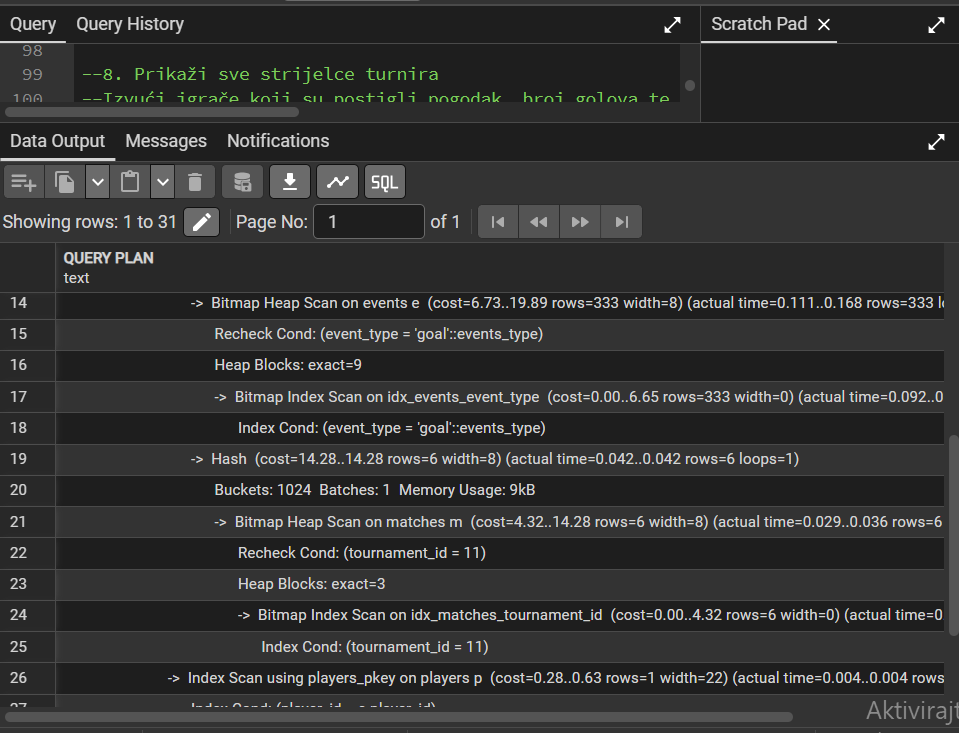 Query Query History
Scratch Pad
98
99 --8. Prikaži sve strijelce turnira
100 --Izvući igrače koji su postigli pogodak, broj golova te
Data Output Messages Notifications
SQL
Showing rows: 1 to 31 Page No: 1 of 1
QUERY PLAN
text
14 -> Bitmap Heap Scan on events e (cost=6.73..19.89 rows=333 width=8) (actual time=0.111..0.168 rows=333
15 Recheck Cond: (event_type = 'goal'::events_type)
16 Heap Blocks: exact=9
17 -> Bitmap Index Scan on idx_events_event_type (cost=0.00..6.65 rows=333 width=0) (actual time=0.092..0
18 Index Cond: (event_type = 'goal'::events_type)
19 -> Hash (cost=14.28..14.28 rows=6 width=8) (actual time=0.042..0.042 rows=6 loops=1)
20 Buckets: 1024 Batches: 1 Memory Usage: 9kB
21 -> Bitmap Heap Scan on matches m (cost=4.32..14.28 rows=6 width=8) (actual time=0.029..0.036 rows=6
22 Recheck Cond: (tournament_id = 11)
23 Heap Blocks: exact=3
24 -> Bitmap Index Scan on idx_matches_tournament_id (cost=0.00..4.32 rows=6 width=0) (actual time=0
25 Index Cond: (tournament_id = 11)
26 -> Index Scan using players_pkey on players p (cost=0.28..0.63 rows=1 width=22) (actual time=0.004..0.004 rows
27 Index Cond: (player_id = e.player_id)
Aktivirajt